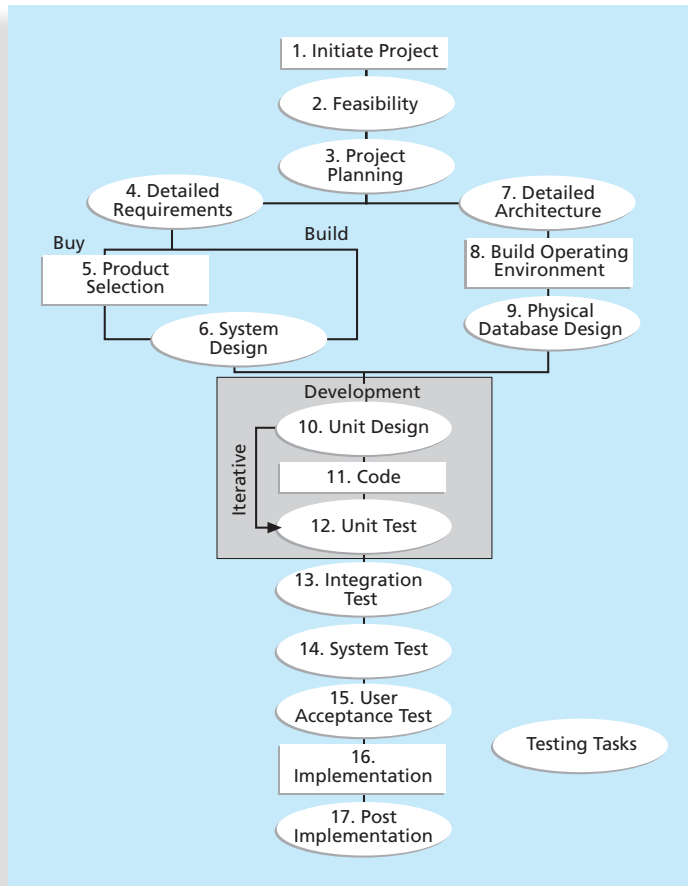 1. Initiate Project
2. Feasibility
3. Project
Planning
4. Detailed
Requirements
7. Detailed
Architecture
Buy
Build
5. Product
Selection
8. Build Operating
Environment
6. System
Design
9. Physical
Database Design
Development
10. Unit Design
Iterative
11. Code
12. Unit Test
13. Integration
Test
14. System Test
15. User
Acceptance Test
Testing Tasks
16.
Implementation
17. Post
Implementation